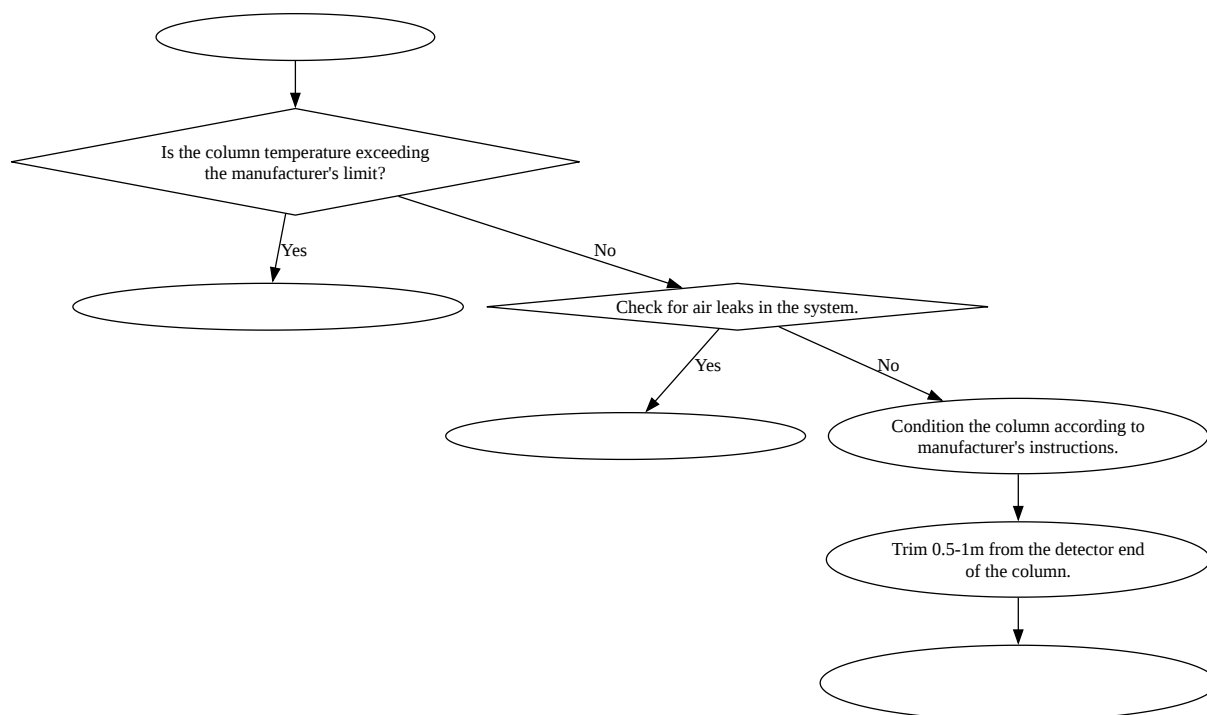 Is the column temperature exceeding
the manufacturer's limit?
Yes
No
Check for air leaks in the system.
Yes
No
Condition the column according to
manufacturer's instructions.
Trim 0.5-1m from the detector end
of the column.